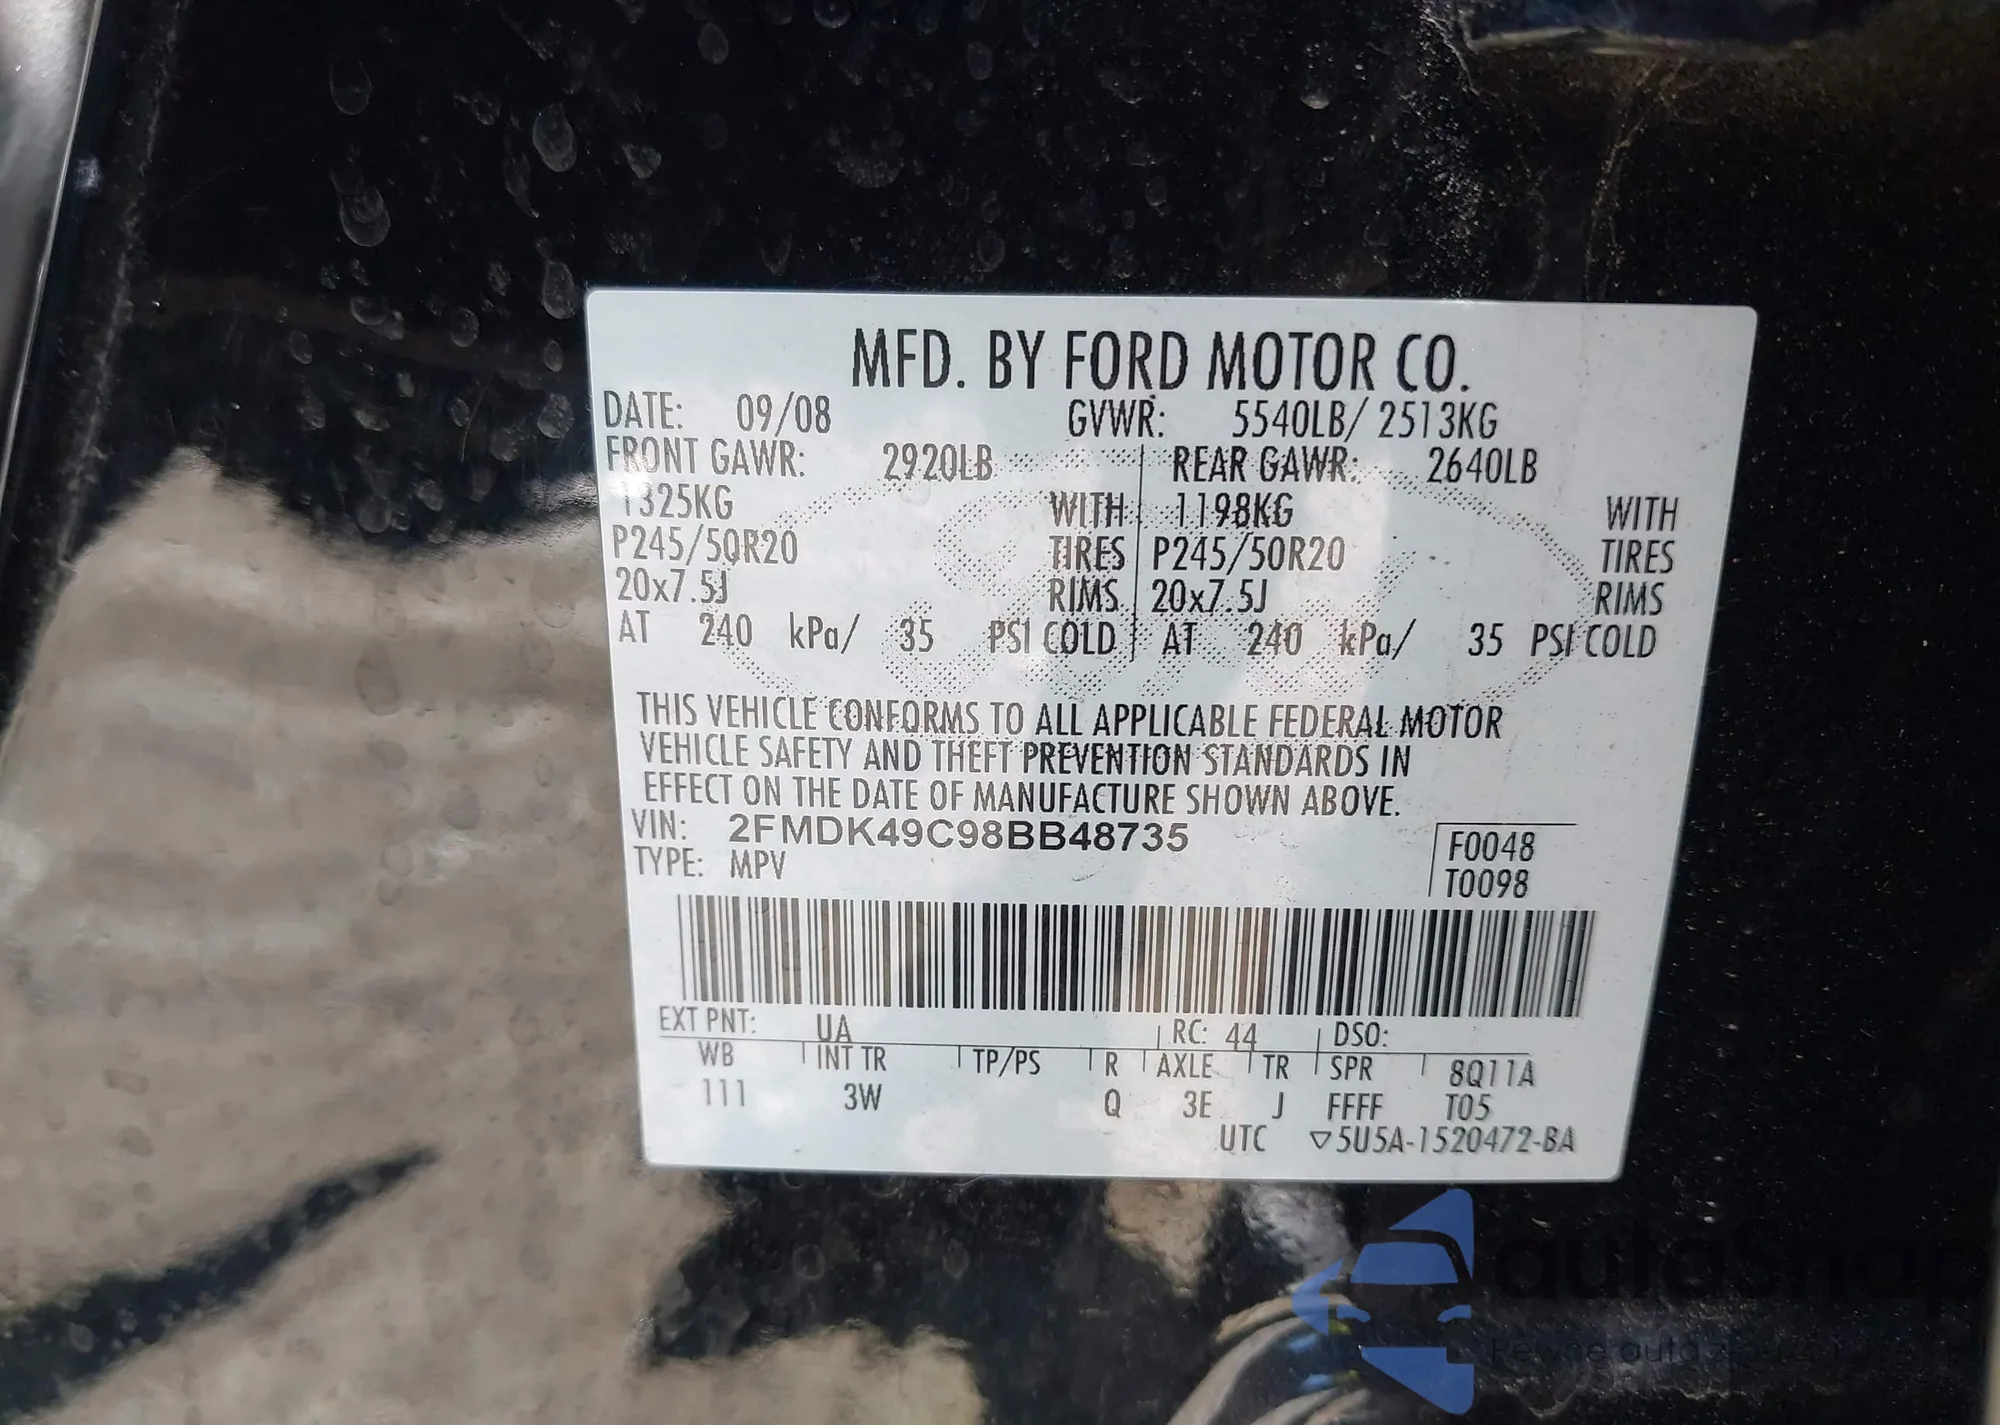 MFD. BY FORD MOTOR CO.
DATE: 09/08 GVWR: 5540LB/ 2513KG
FRONT GAWR: 2920LB REAR GAWR: 2640LB
1325KG WITH 1198KG WITH
P245/50R20 TIRES P245/50R20 TIRES
20x7.5J RIMS 20x7.5J RIMS
AT 240 kPa/ 35 PSI COLD AT 240 kPa/ 35 PSI COLD
THIS VEHICLE CONFORMS TO ALL APPLICABLE FEDERAL MOTOR
VEHICLE SAFETY AND THEFT PREVENTION STANDARDS IN
EFFECT ON THE DATE OF MANUFACTURE SHOWN ABOVE.
VIN: 2FMDK49C98BB48735
TYPE: MPV
F0048
T0098
EXT PNT: UA RC: 44 DSO:
WB INT TR TP/PS R AXLE TR SPR 8Q11A
111 3W Q 3E J FFFF T05
UTC ▽5U5A-1520472-BA
autoSnap
Pewne auta z